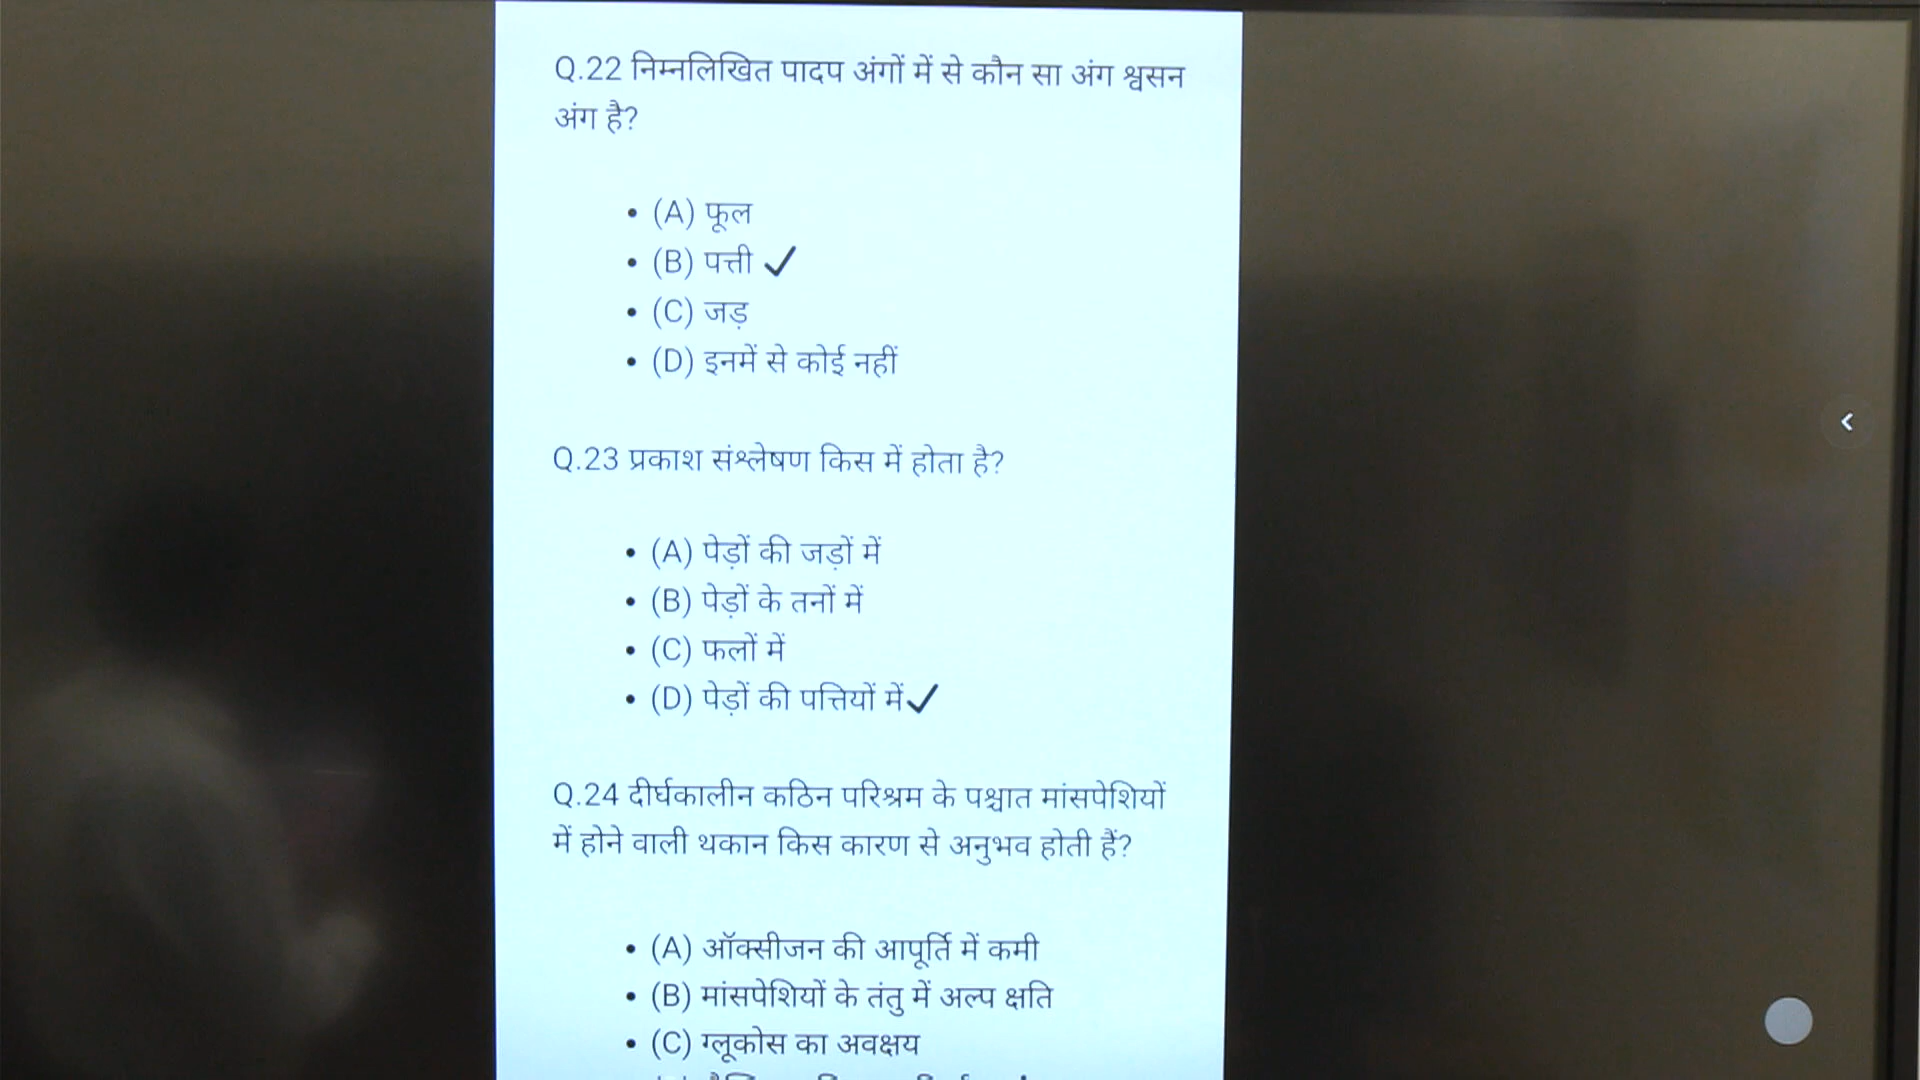 Q.22 निम्नलिखित पादप अंगों में से कौन सा अंग श्वसन
अंग है?
• (A) फूल
• (B) पत्ती ✓
• (C) जड़
• (D) इनमें से कोई नहीं
Q.23 प्रकाश संश्लेषण किस में होता है?
• (A) पेड़ों की जड़ों में
• (B) पेड़ों के तनों में
• (C) फलों में
• (D) पेड़ों की पत्तियों में✓
Q.24 दीर्घकालीन कठिन परिश्रम के पश्चात मांसपेशियों
में होने वाली थकान किस कारण से अनुभव होती हैं?
• (A) ऑक्सीजन की आपूर्ति में कमी
• (B) मांसपेशियों के तंतु में अल्प क्षति
• (C) ग्लूकोस का अवक्षय